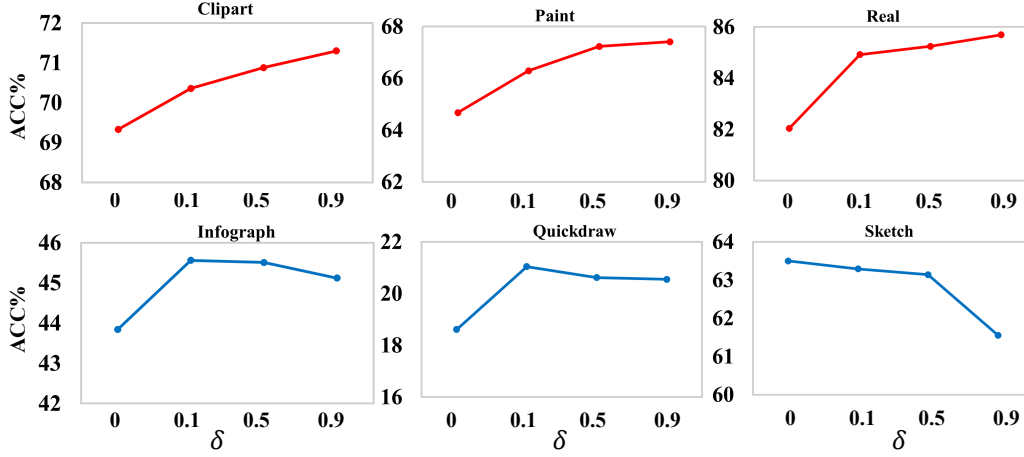 Clipart
Paint
Real
ACC%
72
71
70
69
68
0 0.1 0.5 0.9
68
66
64
62
0 0.1 0.5 0.9
86
84
82
80
0 0.1 0.5 0.9
Infograph
Quickdraw
Sketch
ACC%
46
45
44
43
42
0 0.1 0.5 0.9
δ
22
20
18
16
0 0.1 0.5 0.9
δ
64
63
62
61
60
0 0.1 0.5 0.9
δ